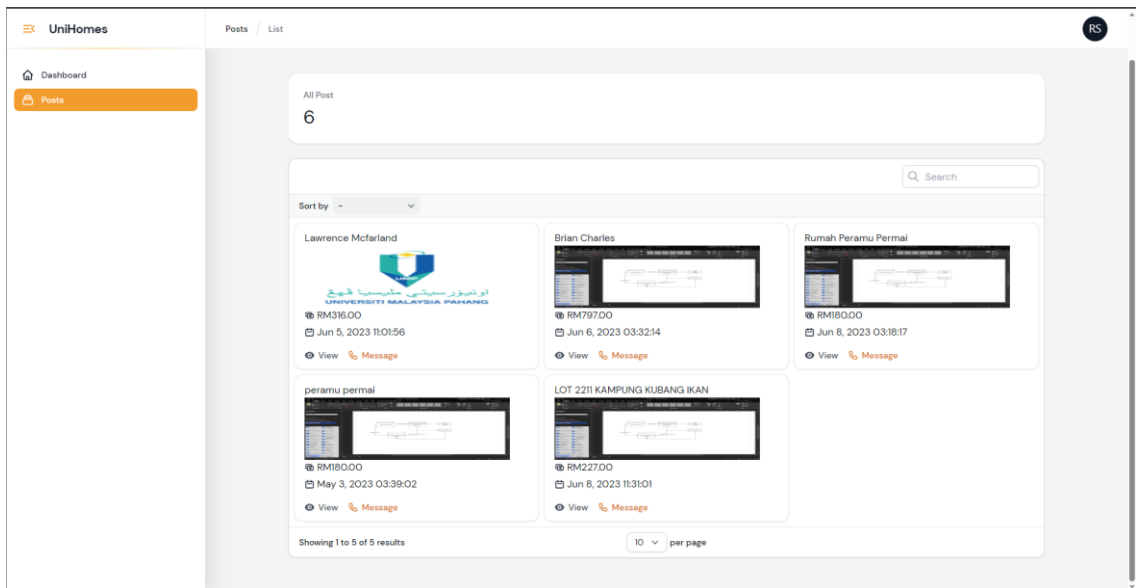 UniHomes
Posts / List
RS
Dashboard
Posts
All Post
6
Search
Sort by -
Lawrence Mcfarland
UMP
اونيۏرسيتي مليسيا ڤهڠ
UNIVERSITI MALAYSIA PAHANG
RM316.00
Jun 5, 2023 11:01:56
View Message
Brian Charles
RM797.00
Jun 6, 2023 03:32:14
View Message
Rumah Peramu Permai
RM180.00
Jun 8, 2023 03:18:17
View Message
peramu permai
RM180.00
May 3, 2023 03:39:02
View Message
LOT 2211 KAMPUNG KUBANG IKAN
RM227.00
Jun 8, 2023 11:31:01
View Message
Showing 1 to 5 of 5 results
10 per page